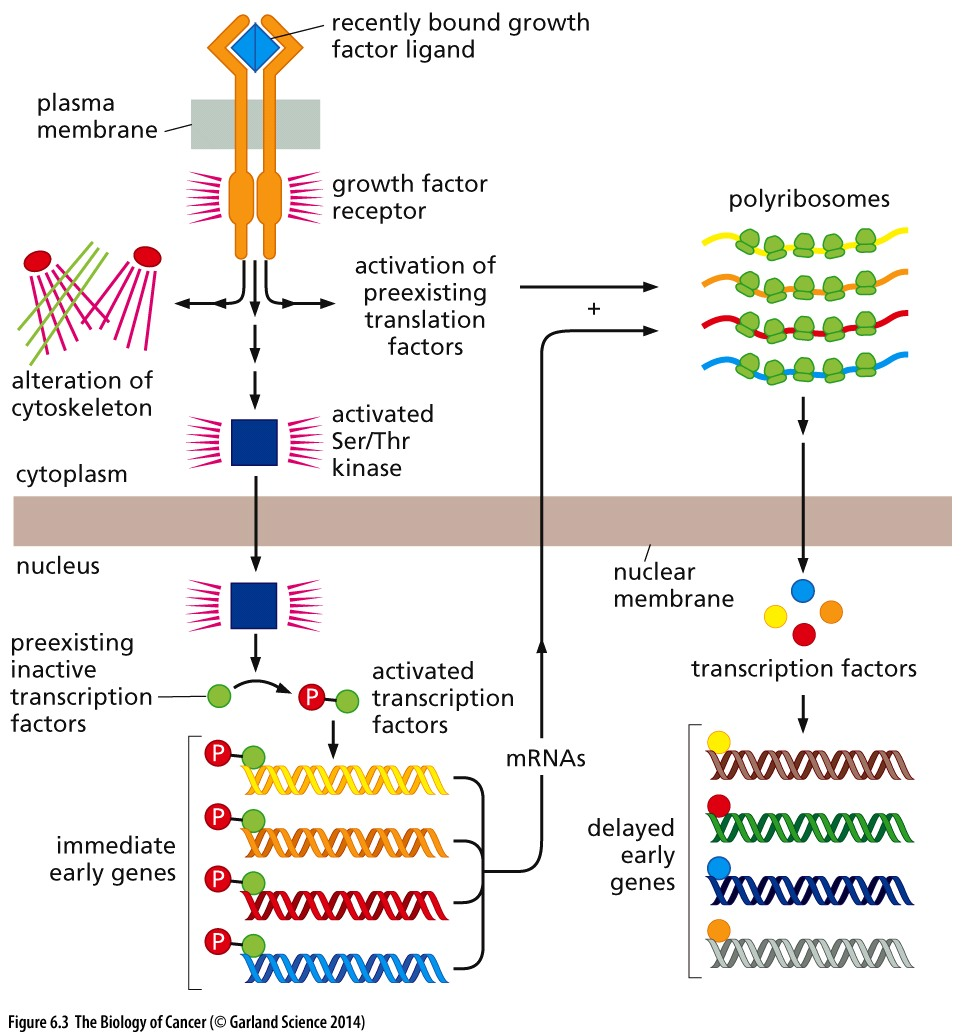 recently bound growth
factor ligand
plasma
membrane
growth factor
receptor
polyribosomes
activation of
preexisting
translation
factors
+
alteration of
cytoskeleton
activated
Ser/Thr
kinase
cytoplasm
nucleus
nuclear
membrane
preexisting
inactive
transcription
factors
P
activated
transcription
factors
transcription factors
mRNAs
P
P
P
P
immediate
early genes
delayed
early
genes
Figure 6.3 The Biology of Cancer (© Garland Science 2014)